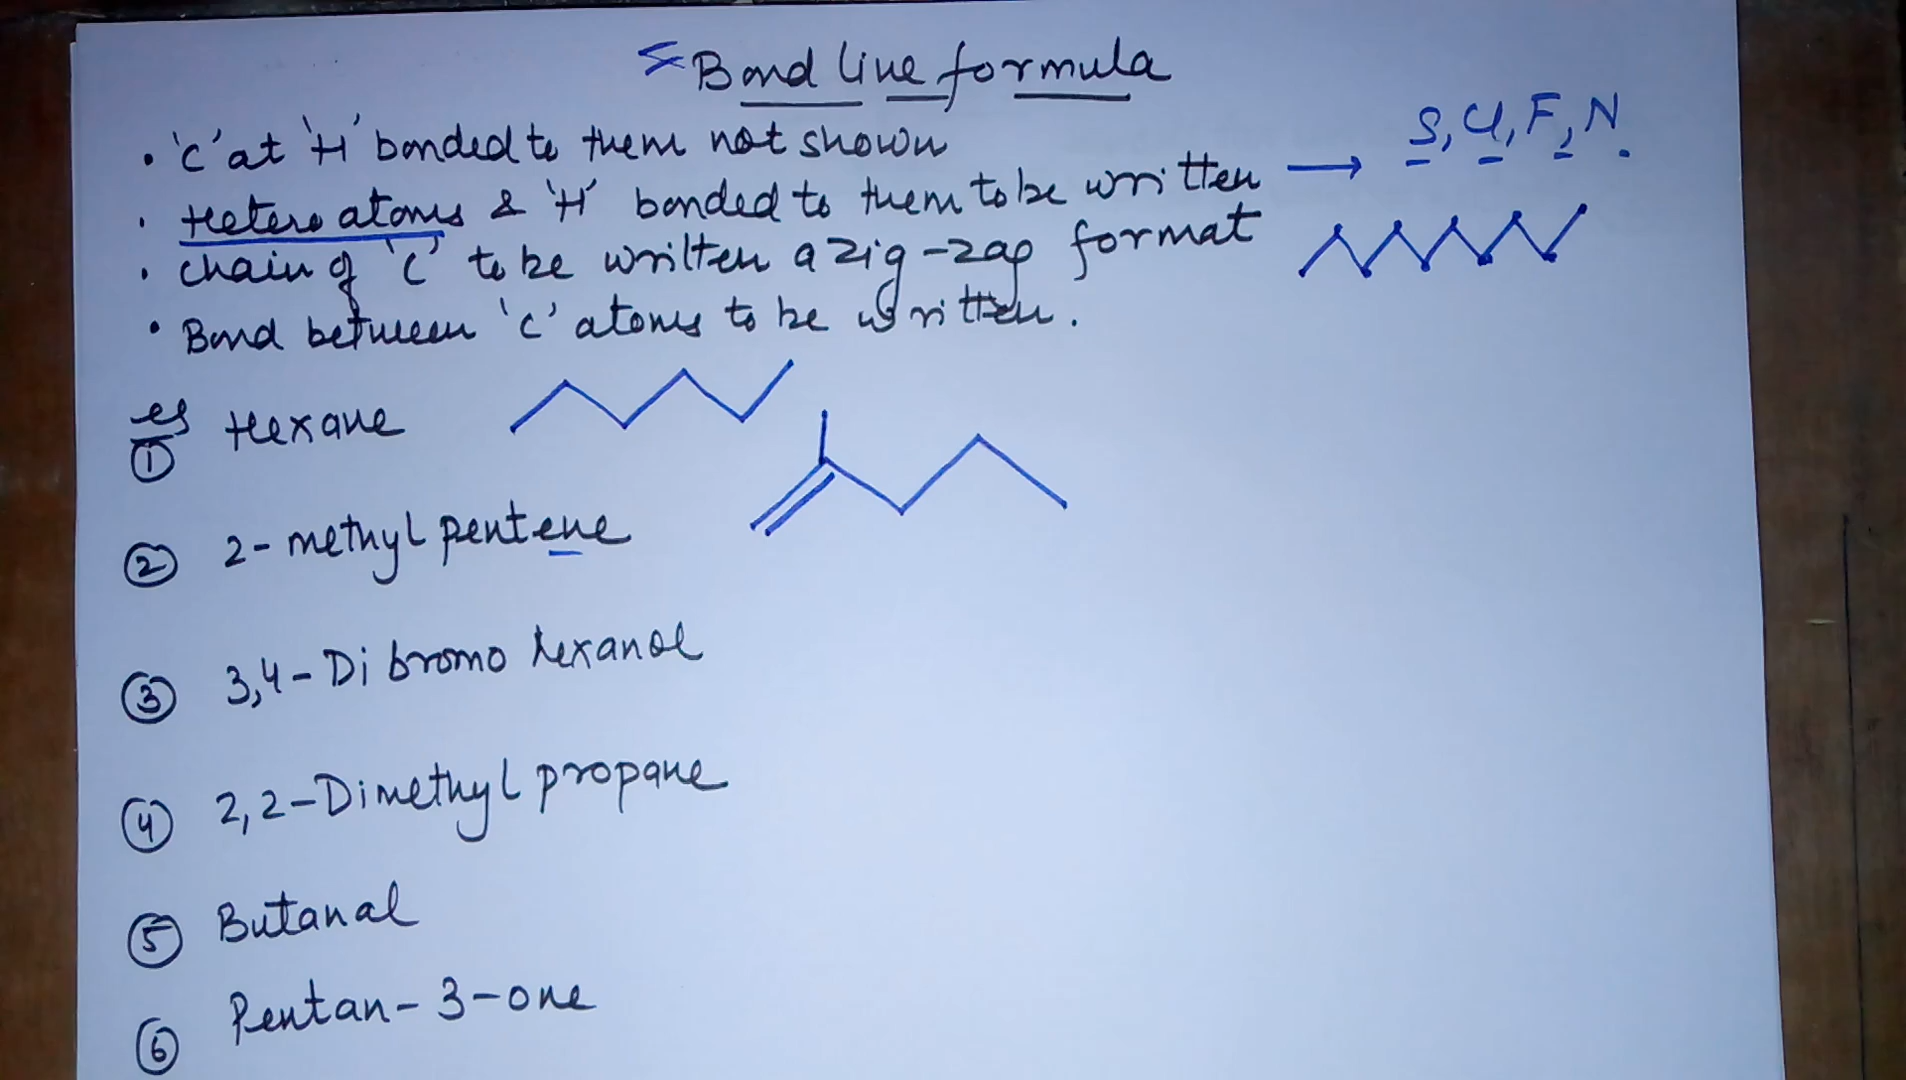 Bond line formula
• 'C' at 'H' bonded to them not shown
• Hetero atoms & 'H' bonded to them to be written → S, Cl, F, N
• chain of 'C' to be written a zig-zag format
• Bond between 'C' atoms to be written.
eg
① Hexane
② 2-methyl pentene
③ 3,4-Di bromo hexanol
④ 2,2-Dimethyl propane
⑤ Butanal
⑥ Pentan-3-one